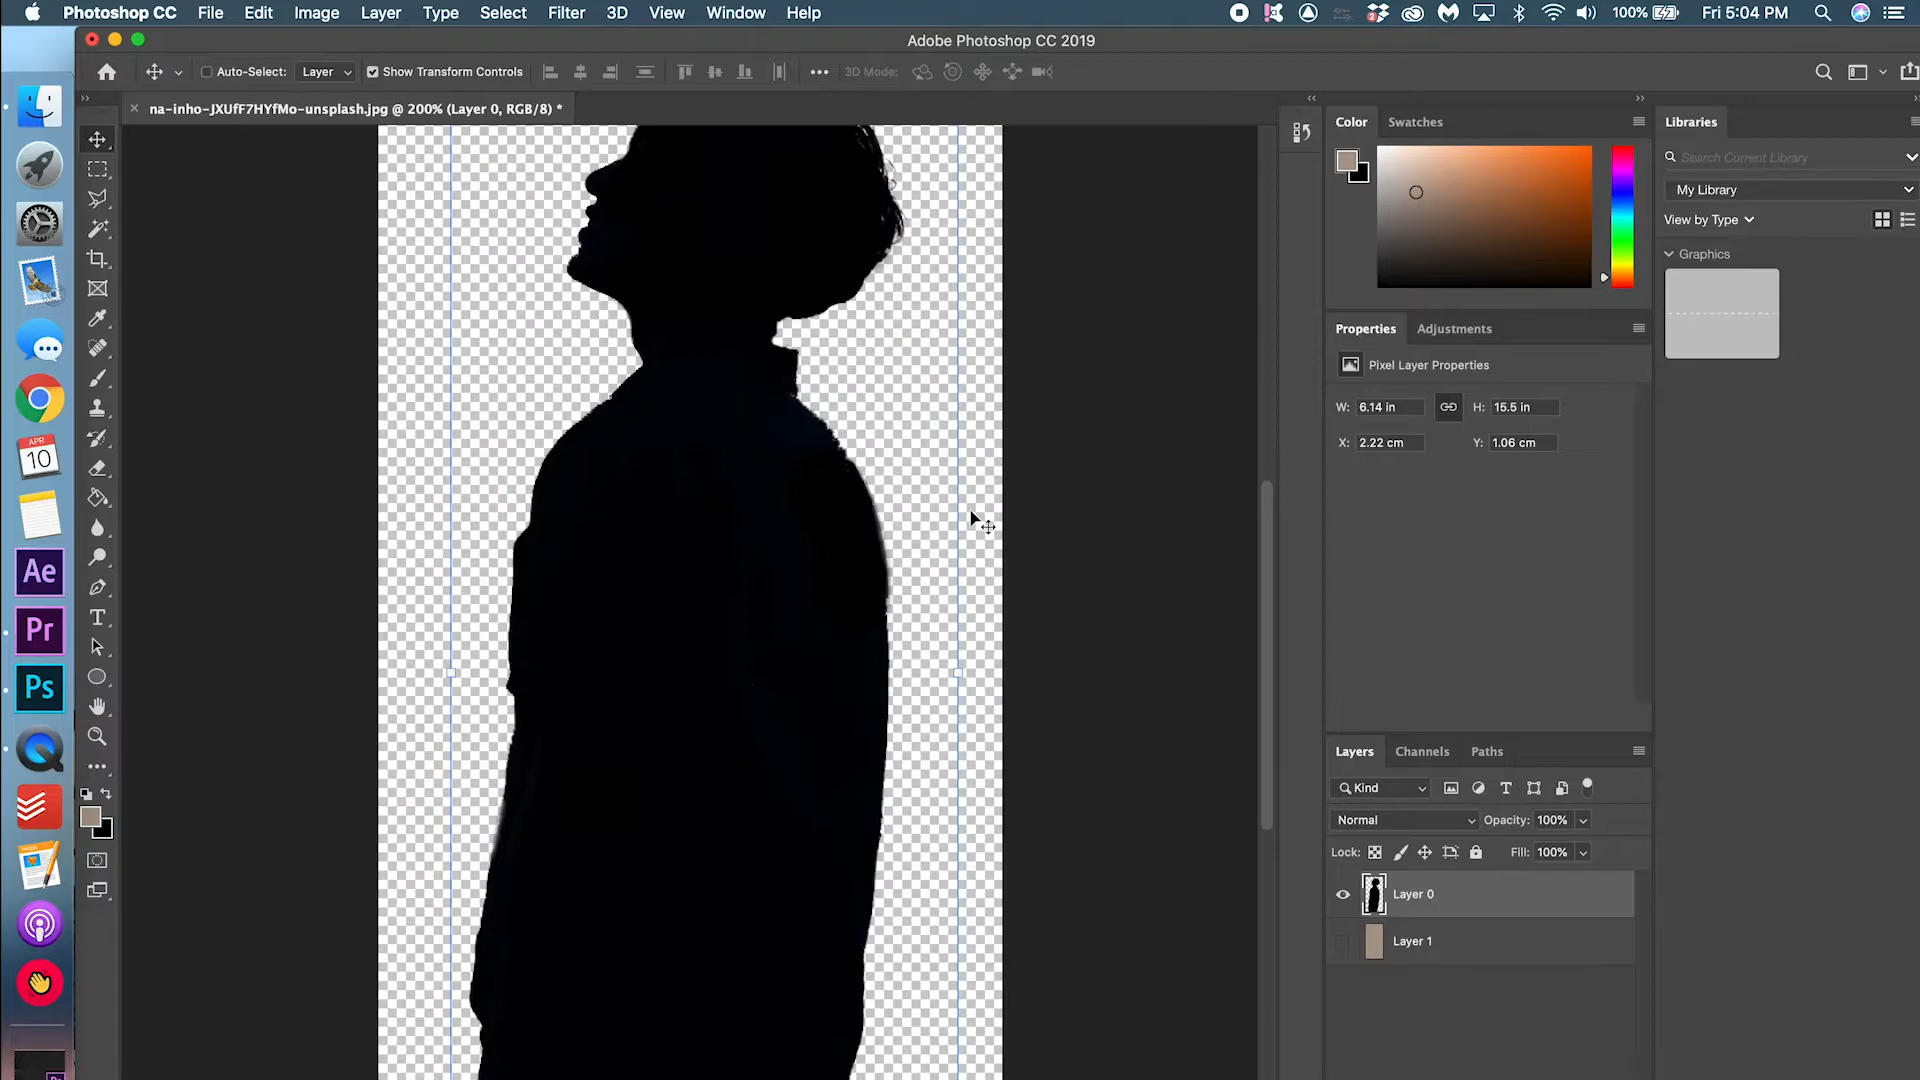 Photoshop CC File Edit Image Layer Type Select Filter 3D View Window Help 100% Fri 5:04 PM
Adobe Photoshop CC 2019
Auto-Select: Layer Show Transform Controls 3D Mode:
na-inho-JXUfF7HYfMo-unsplash.jpg @ 200% (Layer 0, RGB/8) *
Color Swatches
Libraries
Search Current Library
My Library
View by Type
Graphics
Properties Adjustments
Pixel Layer Properties
W: 6.14 in H: 15.5 in
X: 2.22 cm Y: 1.06 cm
APR
10
Ae
Pr
Ps
T
Layers Channels Paths
Kind
Normal Opacity: 100%
Lock: Fill: 100%
Layer 0
Layer 1